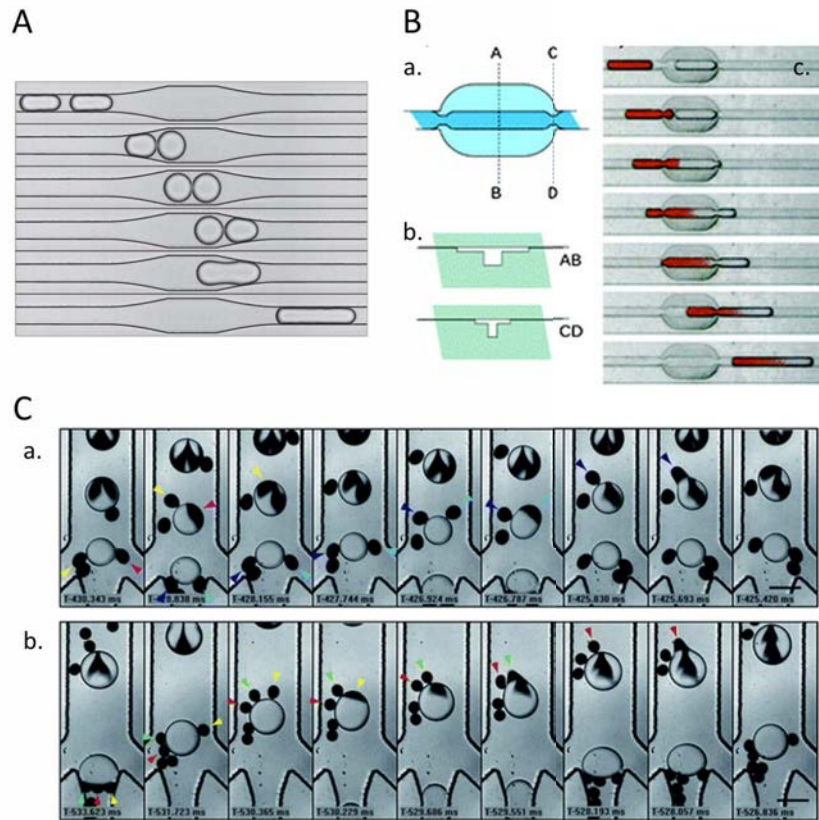 A
B
a.
A
C
c.
B
D
b.
AB
CD
C
a.
T-430.343 ms
T-428.155 ms
T-427.744 ms
T-426.924 ms
T-426.787 ms
T-425.830 ms
T-425.693 ms
T-425.420 ms
b.
T-533.623 ms
T-531.723 ms
T-530.365 ms
T-530.229 ms
T-529.686 ms
T-529.551 ms
T-528.193 ms
T-528.057 ms
T-526.836 ms